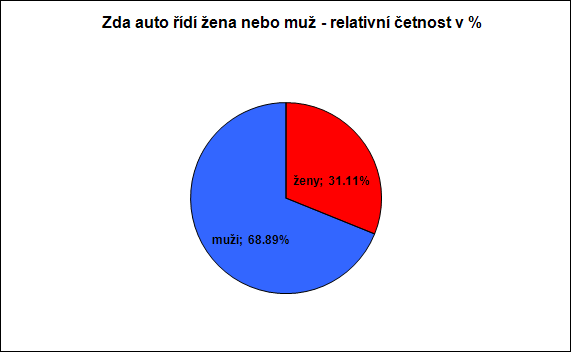 Zda auto řídí žena nebo muž - relativní četnost v %
ženy; 31.11%
muži; 68.89%